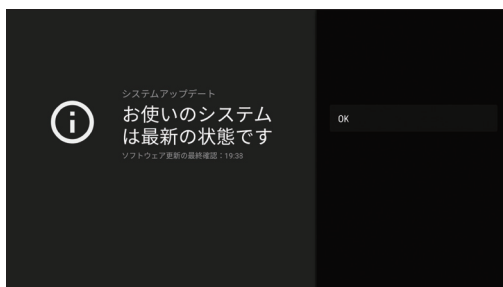 システムアップデート
お使いのシステム
は最新の状態です
ソフトウェア更新の最終確認：19:33
OK